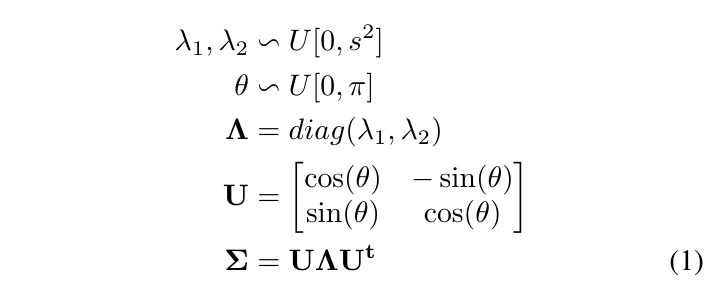 λ₁, λ₂ ∽ U[0, s²]
θ ∽ U[0, π]
Λ = diag(λ₁, λ₂)
U = [cos(θ) − sin(θ)
sin(θ) cos(θ)]
Σ = UΛUᵗ (1)